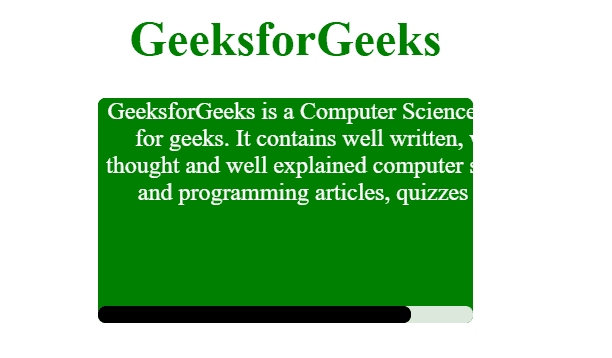 GeeksforGeeks
GeeksforGeeks is a Computer Science
for geeks. It contains well written,
thought and well explained computer
and programming articles, quizzes